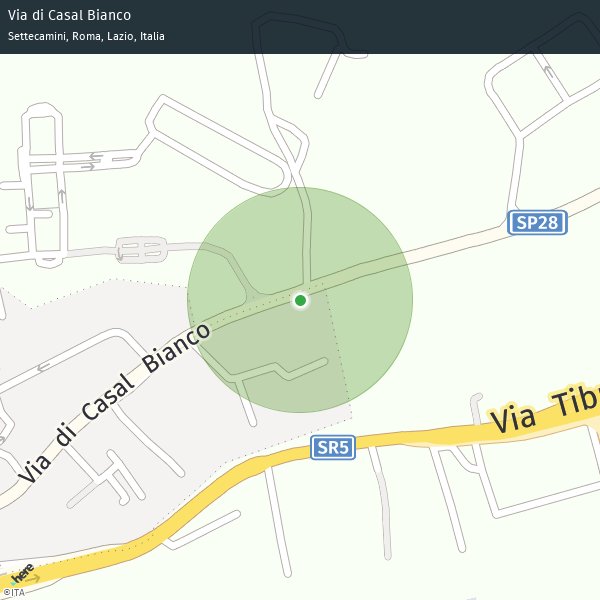 Via di Casal Bianco
Settecamini, Roma, Lazio, Italia
SP28
Via di Casal Bianco
Via Tibu
SR5
here
©ITA